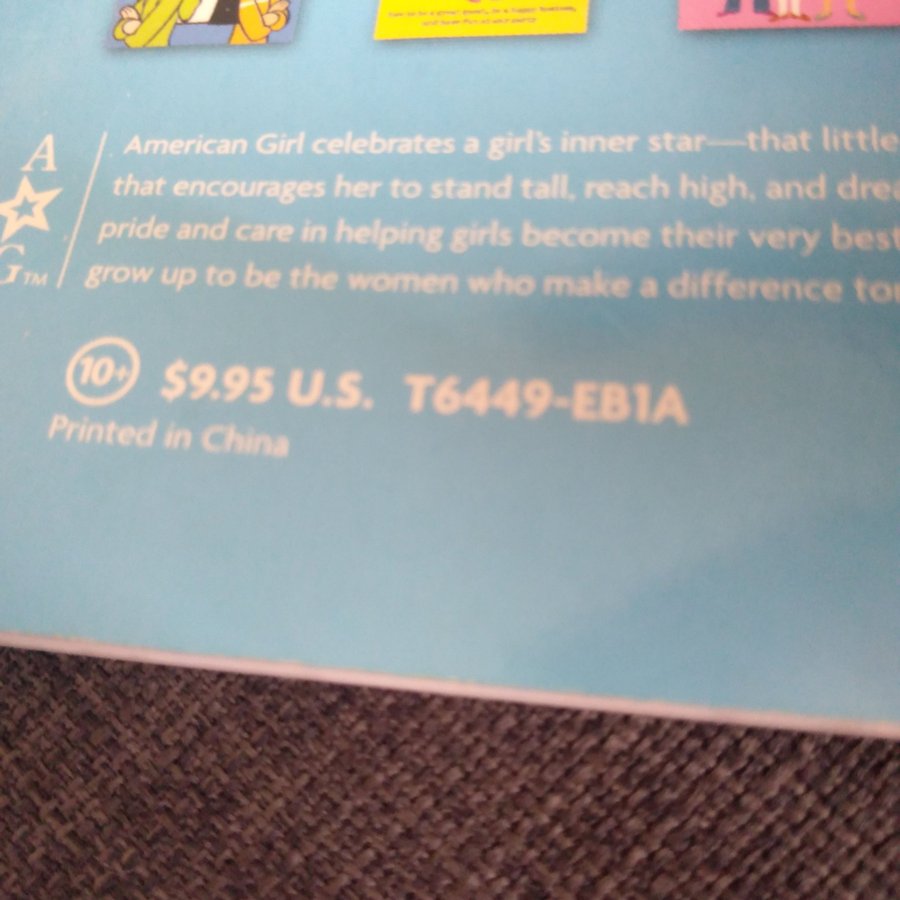 A
G™
American Girl celebrates a girl's inner star—that little
that encourages her to stand tall, reach high, and
pride and care in helping girls become their very best
grow up to be the women who make a difference
10+ $9.95 U.S. T6449-EB1A
Printed in China